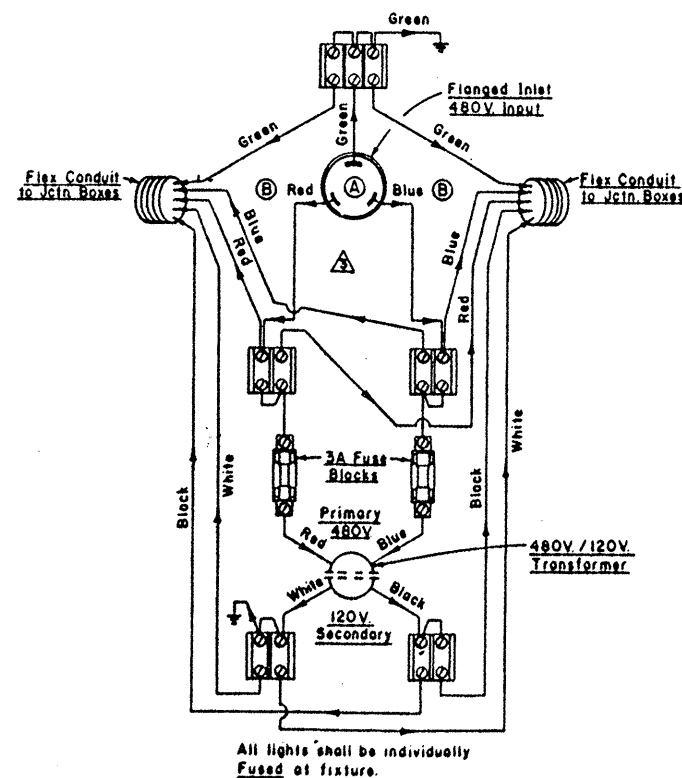 Green
Flanged Inlet
480V. Input
Green
Green
Green
Flex Conduit
to Jctn Boxes
Flex Conduit
to Jctn. Boxes
B
Red
A
Blue
B
Blue
Red
3
Blue
Red
White
Black
White
3A Fuse
Blocks
Black
Primary
480V
Red
Blue
480V./120V.
Transformer
White
Black
120V.
Secondary
All lights shall be individually
Fused at fixture.